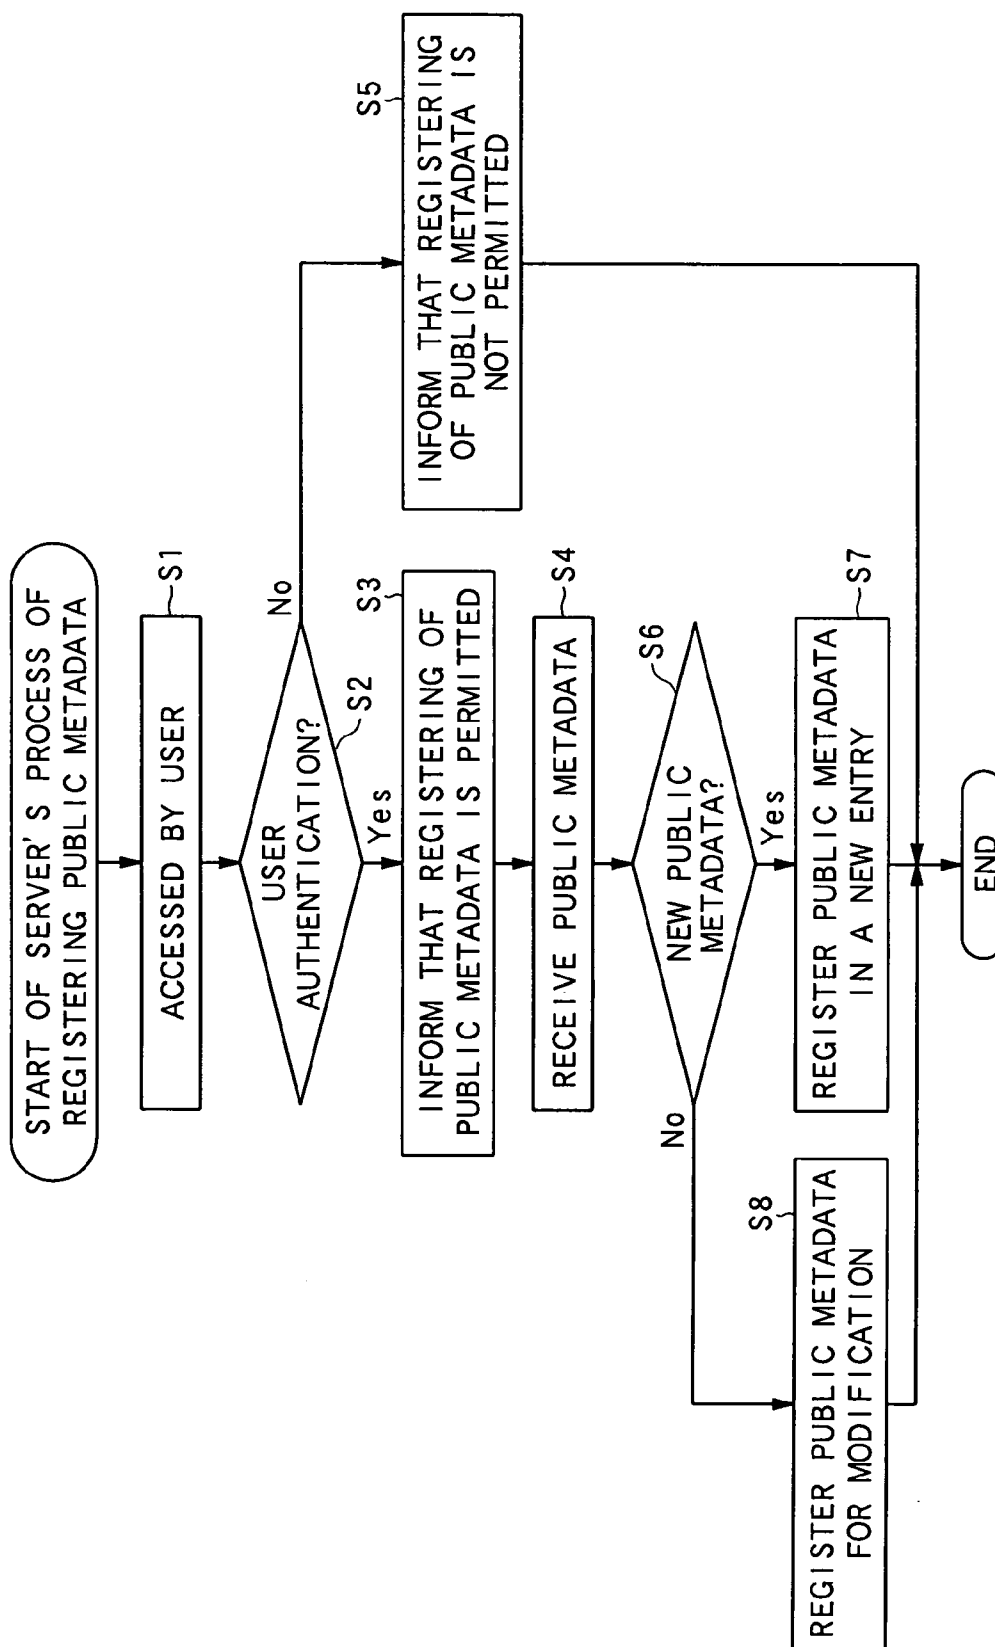 START OF SERVER'S PROCESS OF
REGISTERING PUBLIC METADATA
S1
ACCESSED BY USER
USER
AUTHENTICATION?
S2
No
Yes
S3
INFORM THAT REGISTERING OF
PUBLIC METADATA IS PERMITTED
S5
INFORM THAT REGISTERING
OF PUBLIC METADATA IS
NOT PERMITTED
S4
RECEIVE PUBLIC METADATA
S6
NEW PUBLIC
METADATA?
No
Yes
S8
REGISTER PUBLIC METADATA
FOR MODIFICATION
S7
REGISTER PUBLIC METADATA
IN A NEW ENTRY
END